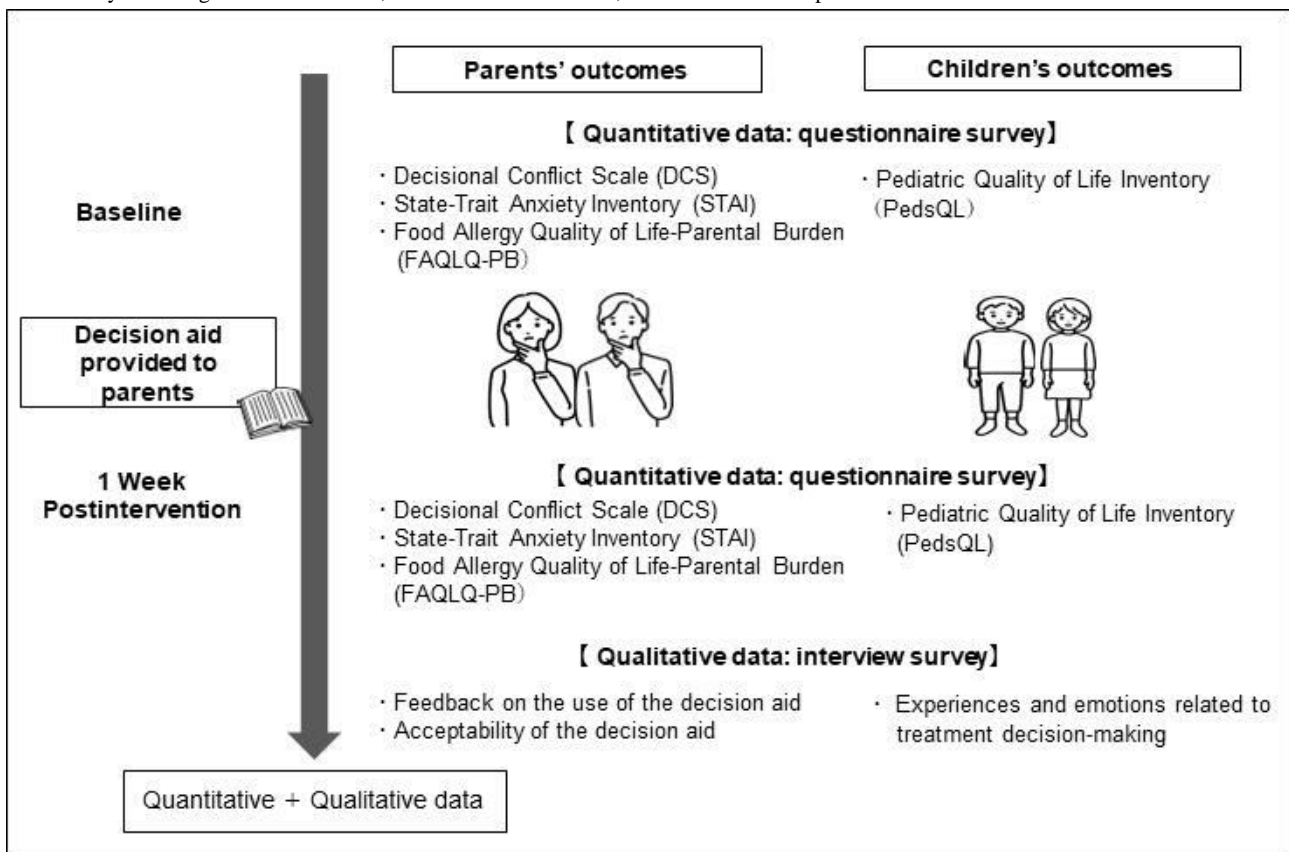 Parents’ outcomes
Children’s outcomes
【 Quantitative data: questionnaire survey】
Baseline
・Decisional Conflict Scale (DCS)
・State-Trait Anxiety Inventory (STAI)
・Food Allergy Quality of Life-Parental Burden
(FAQLQ-PB）
・Pediatric Quality of Life Inventory
（PedsQL）
Decision aid
provided to
parents
1 Week
Postintervention
【 Quantitative data: questionnaire survey】
・Decisional Conflict Scale (DCS)
・State-Trait Anxiety Inventory (STAI)
・Food Allergy Quality of Life-Parental Burden
(FAQLQ-PB）
・Pediatric Quality of Life Inventory
(PedsQL)
【 Qualitative data: interview survey】
・Feedback on the use of the decision aid
・Acceptability of the decision aid
・ Experiences and emotions related to
treatment decision-making
Quantitative + Qualitative data